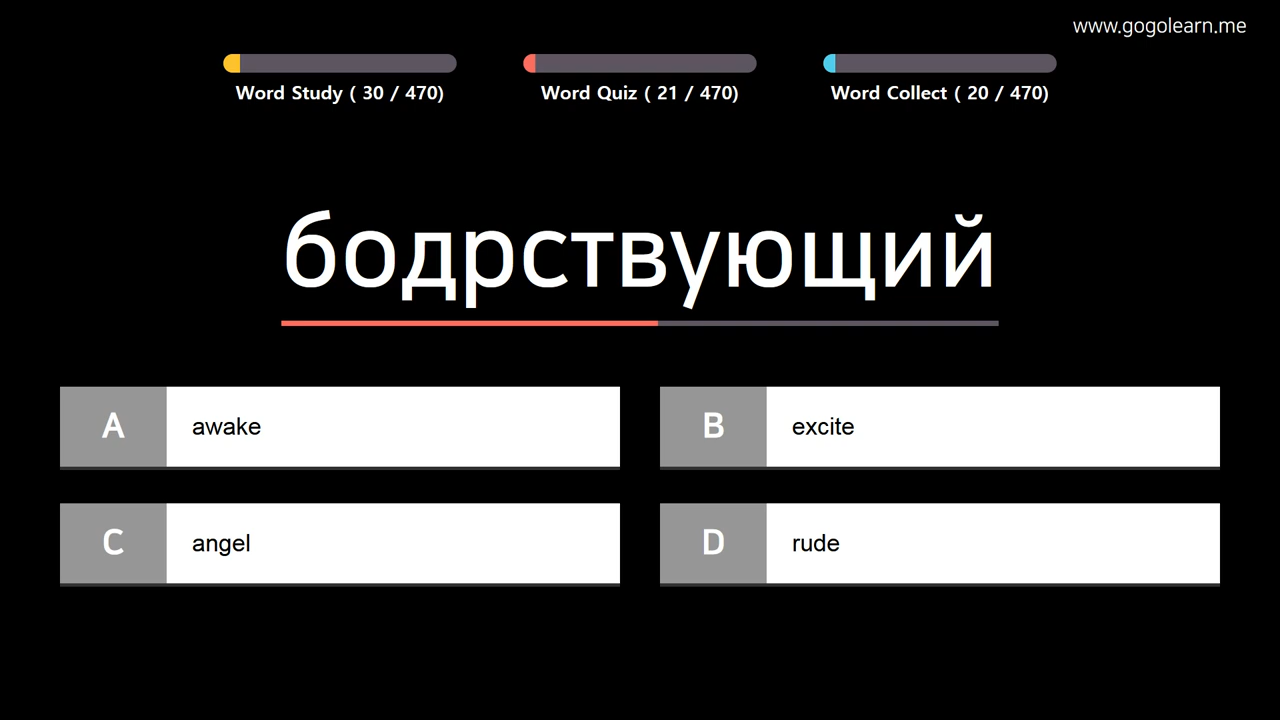 www.gogolearn.me
Word Study ( 30 / 470)
Word Quiz ( 21 / 470)
Word Collect ( 20 / 470)
бодрствующий
A awake
B excite
C angel
D rude